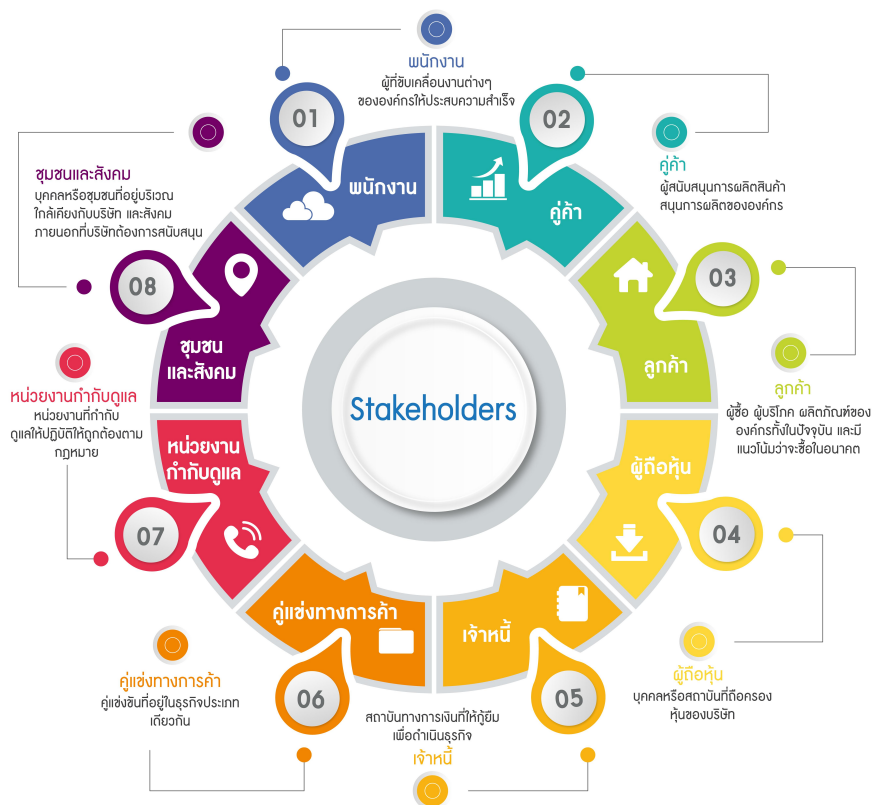 พนักงาน
ผู้ที่ขับเคลื่อนงานต่างๆ
ขององค์กรให้ประสบความสำเร็จ
01
พนักงาน
02
คู่ค้า
คู่ค้า
ผู้สนับสนุนการผลิตสินค้า
สนุนการผลิตขององค์กร
03
ลูกค้า
ลูกค้า
ผู้ซื้อ ผู้บริโภค ผลิตภัณฑ์ของ
องค์กรทั้งในปัจจุบัน และมี
แนวโน้มว่าจะซื้อในอนาคต
ผู้ถือหุ้น
04
ผู้ถือหุ้น
บุคคลหรือสถาบันที่ถือครอง
หุ้นของบริษัท
เจ้าหนี้
05
สถาบันทางการเงินที่ให้กู้ยืม
เพื่อดำเนินธุรกิจ
เจ้าหนี้
คู่แข่งทางการค้า
06
คู่แข่งทางการค้า
คู่แข่งขันที่อยู่ในธุรกิจประเภท
เดียวกัน
หน่วยงาน
กำกับดูแล
07
หน่วยงานกำกับดูแล
หน่วยงานที่กำกับ
ดูแลให้ปฏิบัติให้ถูกต้องตาม
กฎหมาย
08
ชุมชน
และสังคม
ชุมชนและสังคม
บุคคลหรือชุมชนที่อยู่บริเวณ
ใกล้เคียงกับบริษัท และสังคม
ภายนอกที่บริษัทต้องการสนับสนุน
Stakeholders